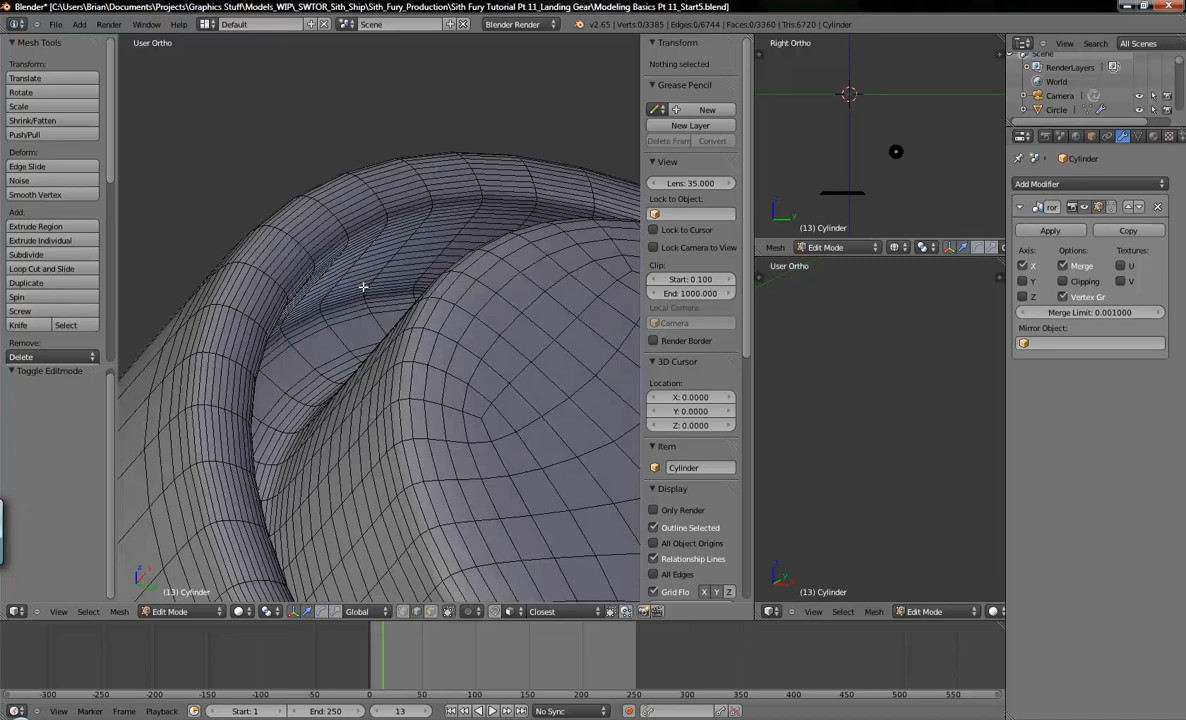 Blender* [C:\Users\Brian\Documents\Projects\Graphics Stuff\Models_WIP\_SWTOR_Sith_Ship\Sith_Fury_Production\Sith Fury Tutorial Pt 11_Landing Gear\Modeling Basics Pt 11_Start5.blend]
File Add Render Window Help Default Scene Blender Render v2.65 | Verts:0/3385 | Edges:0/6744 | Faces:0/3360 | Tris:6720 | Cylinder
Mesh Tools
Transform:
Translate
Rotate
Scale
Shrink/Fatten
Push/Pull
Deform:
Edge Slide
Noise
Smooth Vertex
Add:
Extrude Region
Extrude Individual
Subdivide
Loop Cut and Slide
Duplicate
Spin
Screw
Knife Select
Remove:
Delete
Toggle Editmode
User Ortho
(13) Cylinder
View Select Mesh Edit Mode Global Closest
Transform
Nothing selected
Grease Pencil
New
New Layer
Delete Fram Convert
View
Lens: 35.000
Lock to Object:
Lock to Cursor
Lock Camera to View
Clip:
Start: 0.100
End: 1000.000
Local Camera:
Camera
Render Border
3D Cursor
Location:
X: 0.0000
Y: 0.0000
Z: 0.0000
Item
Cylinder
Display
Only Render
Outline Selected
All Object Origins
Relationship Lines
All Edges
Grid Flo X Y Z
Right Ortho
z
y
(13) Cylinder
Mesh Edit Mode
User Ortho
(13) Cylinder
View Select Mesh Edit Mode
View Search All Scenes
Scene
RenderLayers
World
Camera
Circle
Cylinder
Add Modifier
ror
Apply Copy
Axis: Options: Textures:
X Merge U
Y Clipping V
Z Vertex Gr
Merge Limit: 0.001000
Mirror Object:
-300 -250 -200 -150 -100 -50 0 50 100 150 200 250 300 350 400 450 500 550
View Marker Frame Playback Start: 1 End: 250 13 No Sync